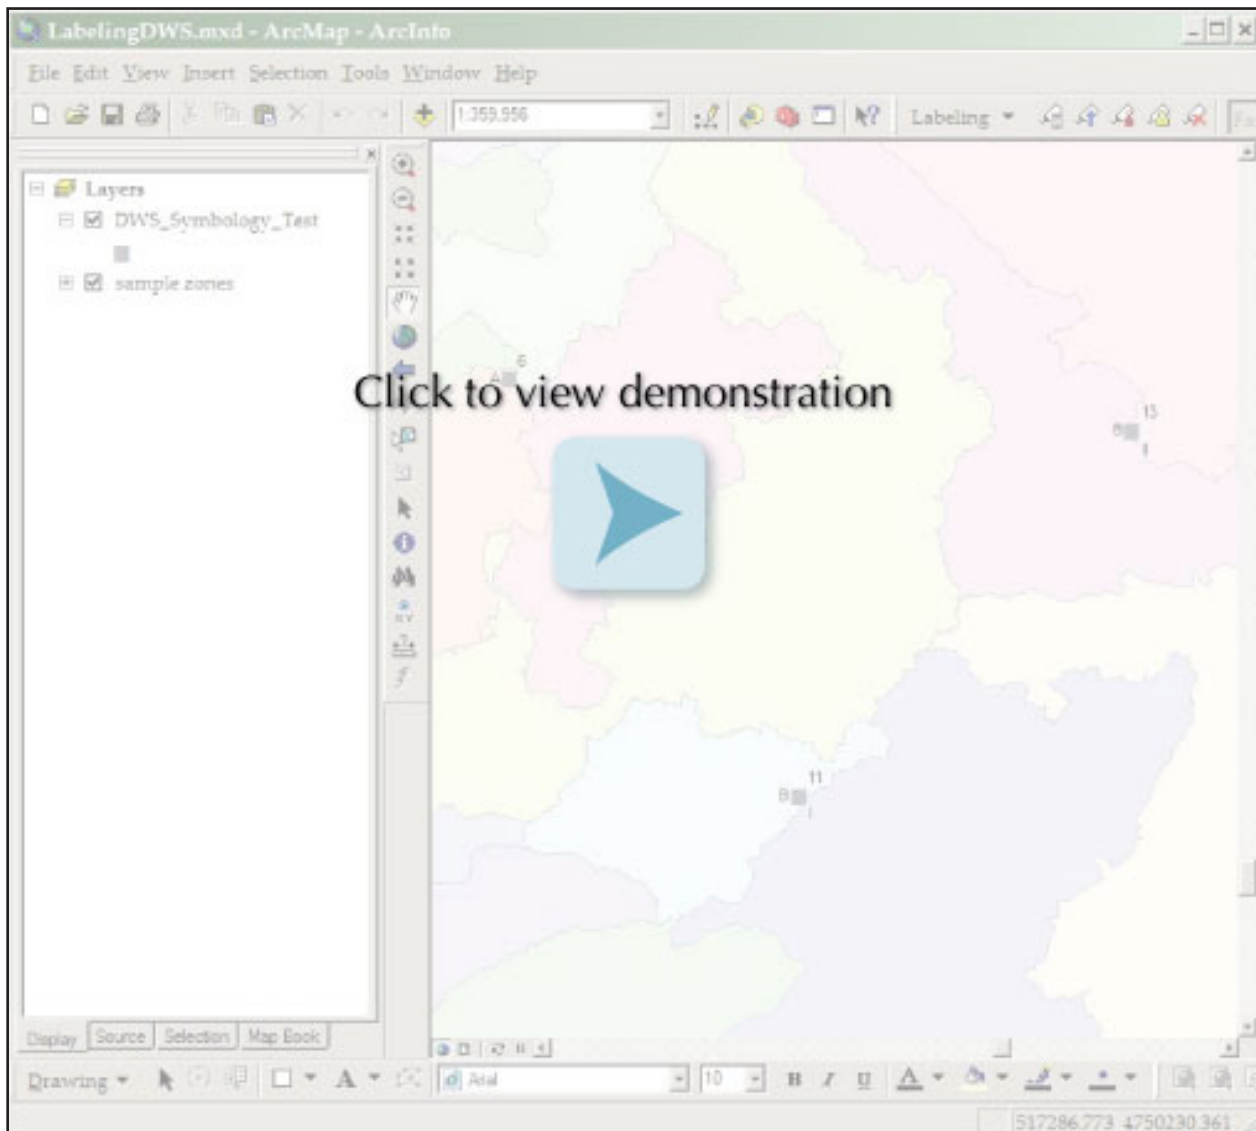 LabelingDWS.mxd - ArcMap - ArcInfo
File Edit View Insert Selection Tools Window Help
1:359,956 Labeling
Layers
DWS_Symbology_Test
sample zones
6
A
Click to view demonstration
13
B
I
11
B
I
Display Source Selection Map Book
Drawing A Arial 10 B I U A
517286.773 4750230.361